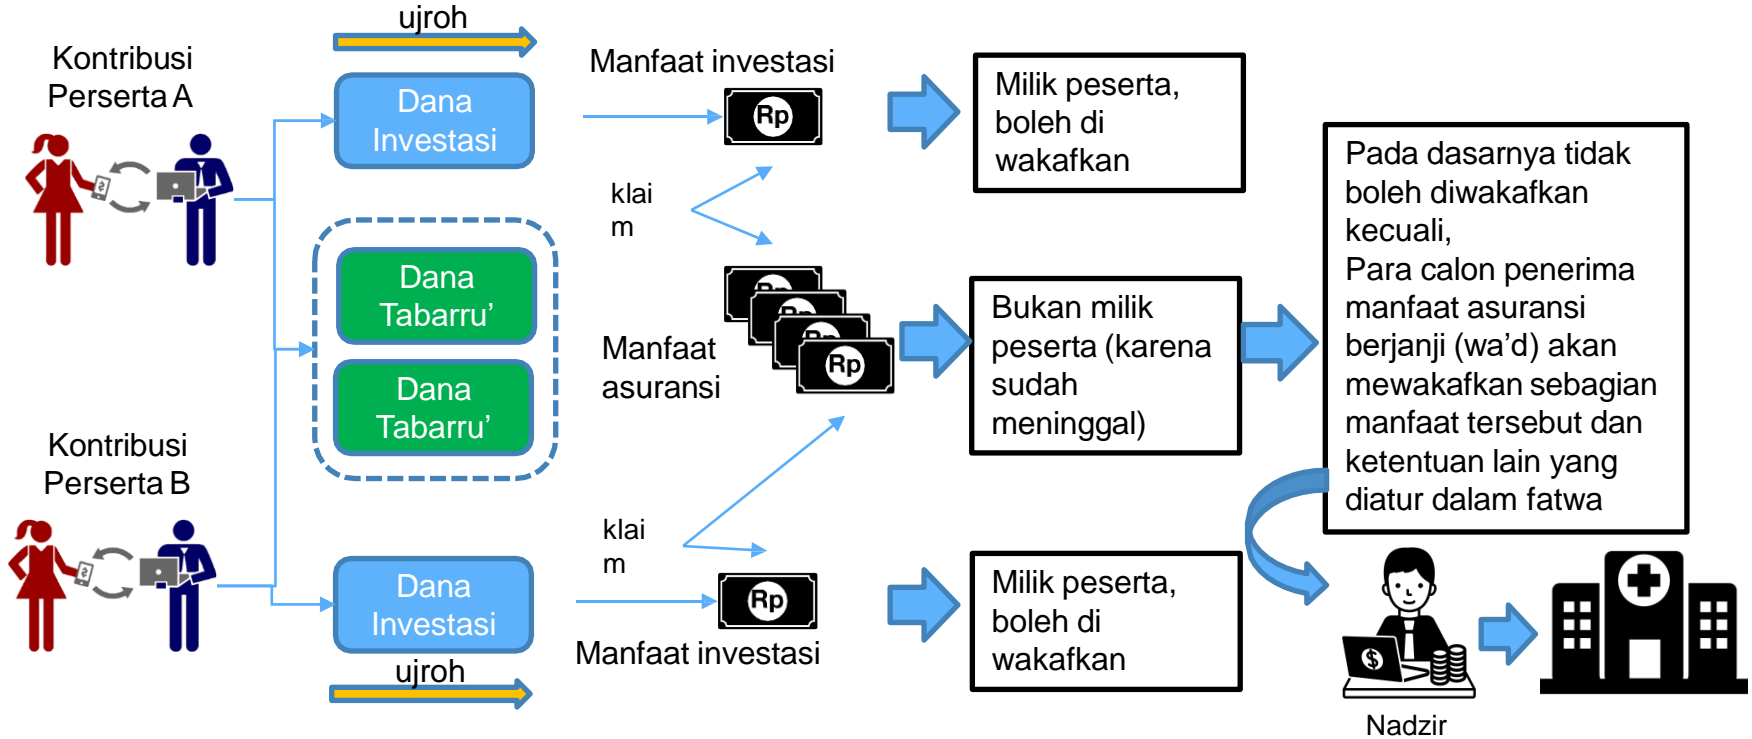 ujroh
Kontribusi
Perserta A
Dana
Investasi
Manfaat investasi
Rp
Milik peserta,
boleh di
wakafkan
klai
m
Dana
Tabarru’
Dana
Tabarru’
Manfaat
asuransi
Rp
Rp
Rp
Rp
Bukan milik
peserta (karena
sudah
meninggal)
Pada dasarnya tidak
boleh diwakafkan
kecuali,
Para calon penerima
manfaat asuransi
berjanji (wa’d) akan
mewakafkan sebagian
manfaat tersebut dan
ketentuan lain yang
diatur dalam fatwa
Kontribusi
Perserta B
klai
m
Dana
Investasi
ujroh
Rp
Manfaat investasi
Milik peserta,
boleh di
wakafkan
$
Nadzir